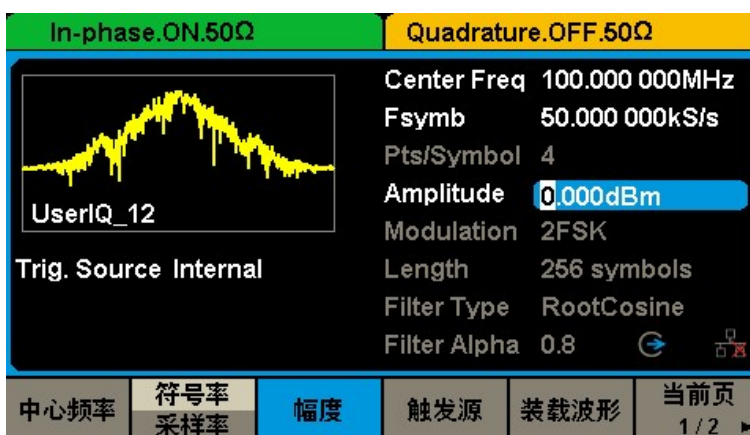 In-phase.ON.50Ω
Quadrature.OFF.50Ω
UserIQ_12
Trig. Source Internal
Center Freq 100.000 000MHz
Fsymb 50.000 000kS/s
Pts/Symbol 4
Amplitude 0.000dBm
Modulation 2FSK
Length 256 symbols
Filter Type RootCosine
Filter Alpha 0.8
中心频率
符号率
采样率
幅度
触发源
装载波形
当前页
1/2